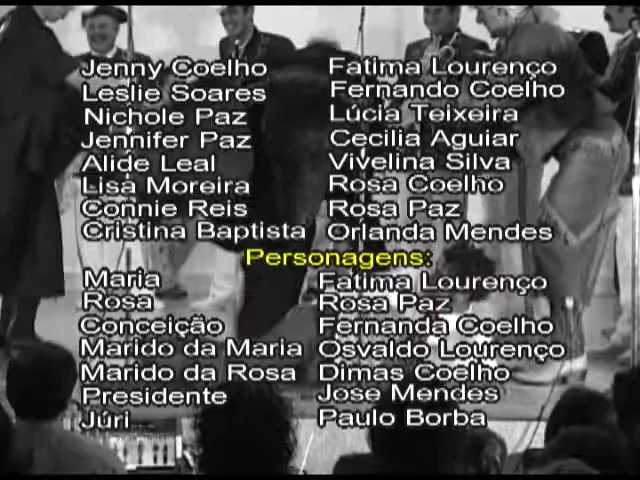 Jenny Coelho Fatima Lourenço
Leslie Soares Fernando Coelho
Nichole Paz Lúcia Teixeira
Jennifer Paz Cecilia Aguiar
Alide Leal Vivelina Silva
Lisa Moreira Rosa Coelho
Connie Reis Rosa Paz
Cristina Baptista Orlanda Mendes
Personagens:
Maria Fatima Lourenço
Rosa Rosa Paz
Conceição Fernanda Coelho
Marido da Maria Osvaldo Lourenço
Marido da Rosa Dimas Coelho
Presidente Jose Mendes
Júri Paulo Borba